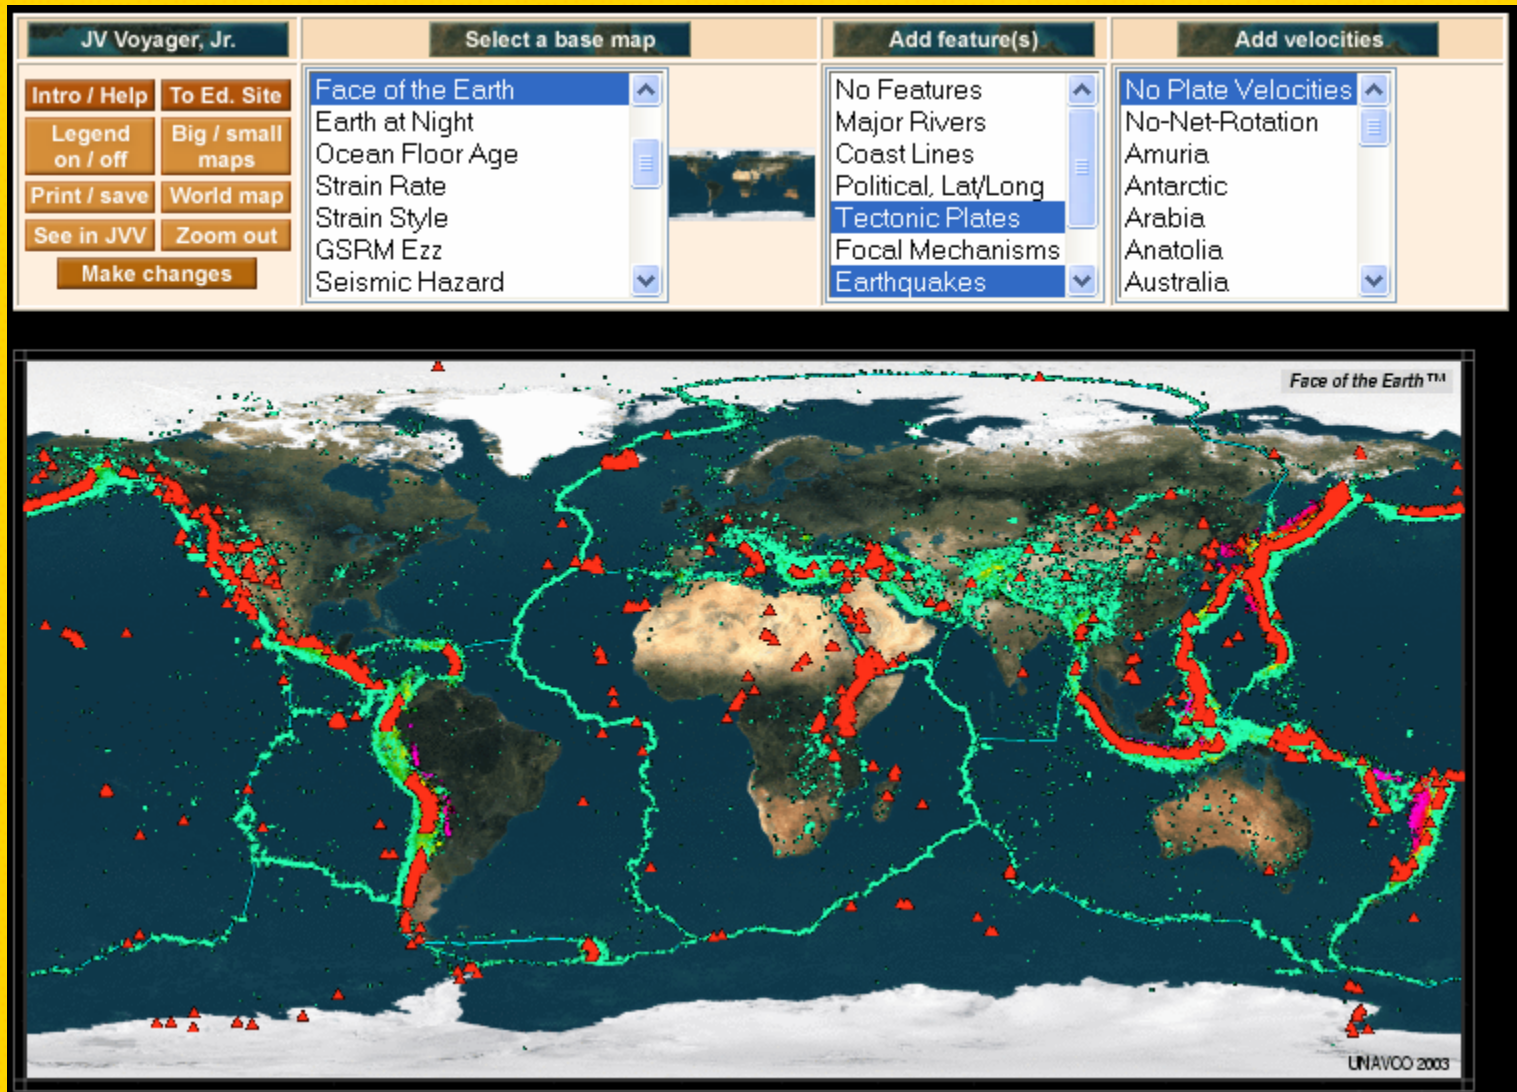 JV Voyager, Jr.
Select a base map
Add feature(s)
Add velocities
Intro / Help
To Ed. Site
Legend
on / off
Big / small
maps
Print / save
World map
See in JVV
Zoom out
Make changes
Face of the Earth
Earth at Night
Ocean Floor Age
Strain Rate
Strain Style
GSRM Ezz
Seismic Hazard
No Features
Major Rivers
Coast Lines
Political, Lat/Long
Tectonic Plates
Focal Mechanisms
Earthquakes
No Plate Velocities
No-Net-Rotation
Amuria
Antarctic
Arabia
Anatolia
Australia
Face of the Earth™
UNAVCO 2003